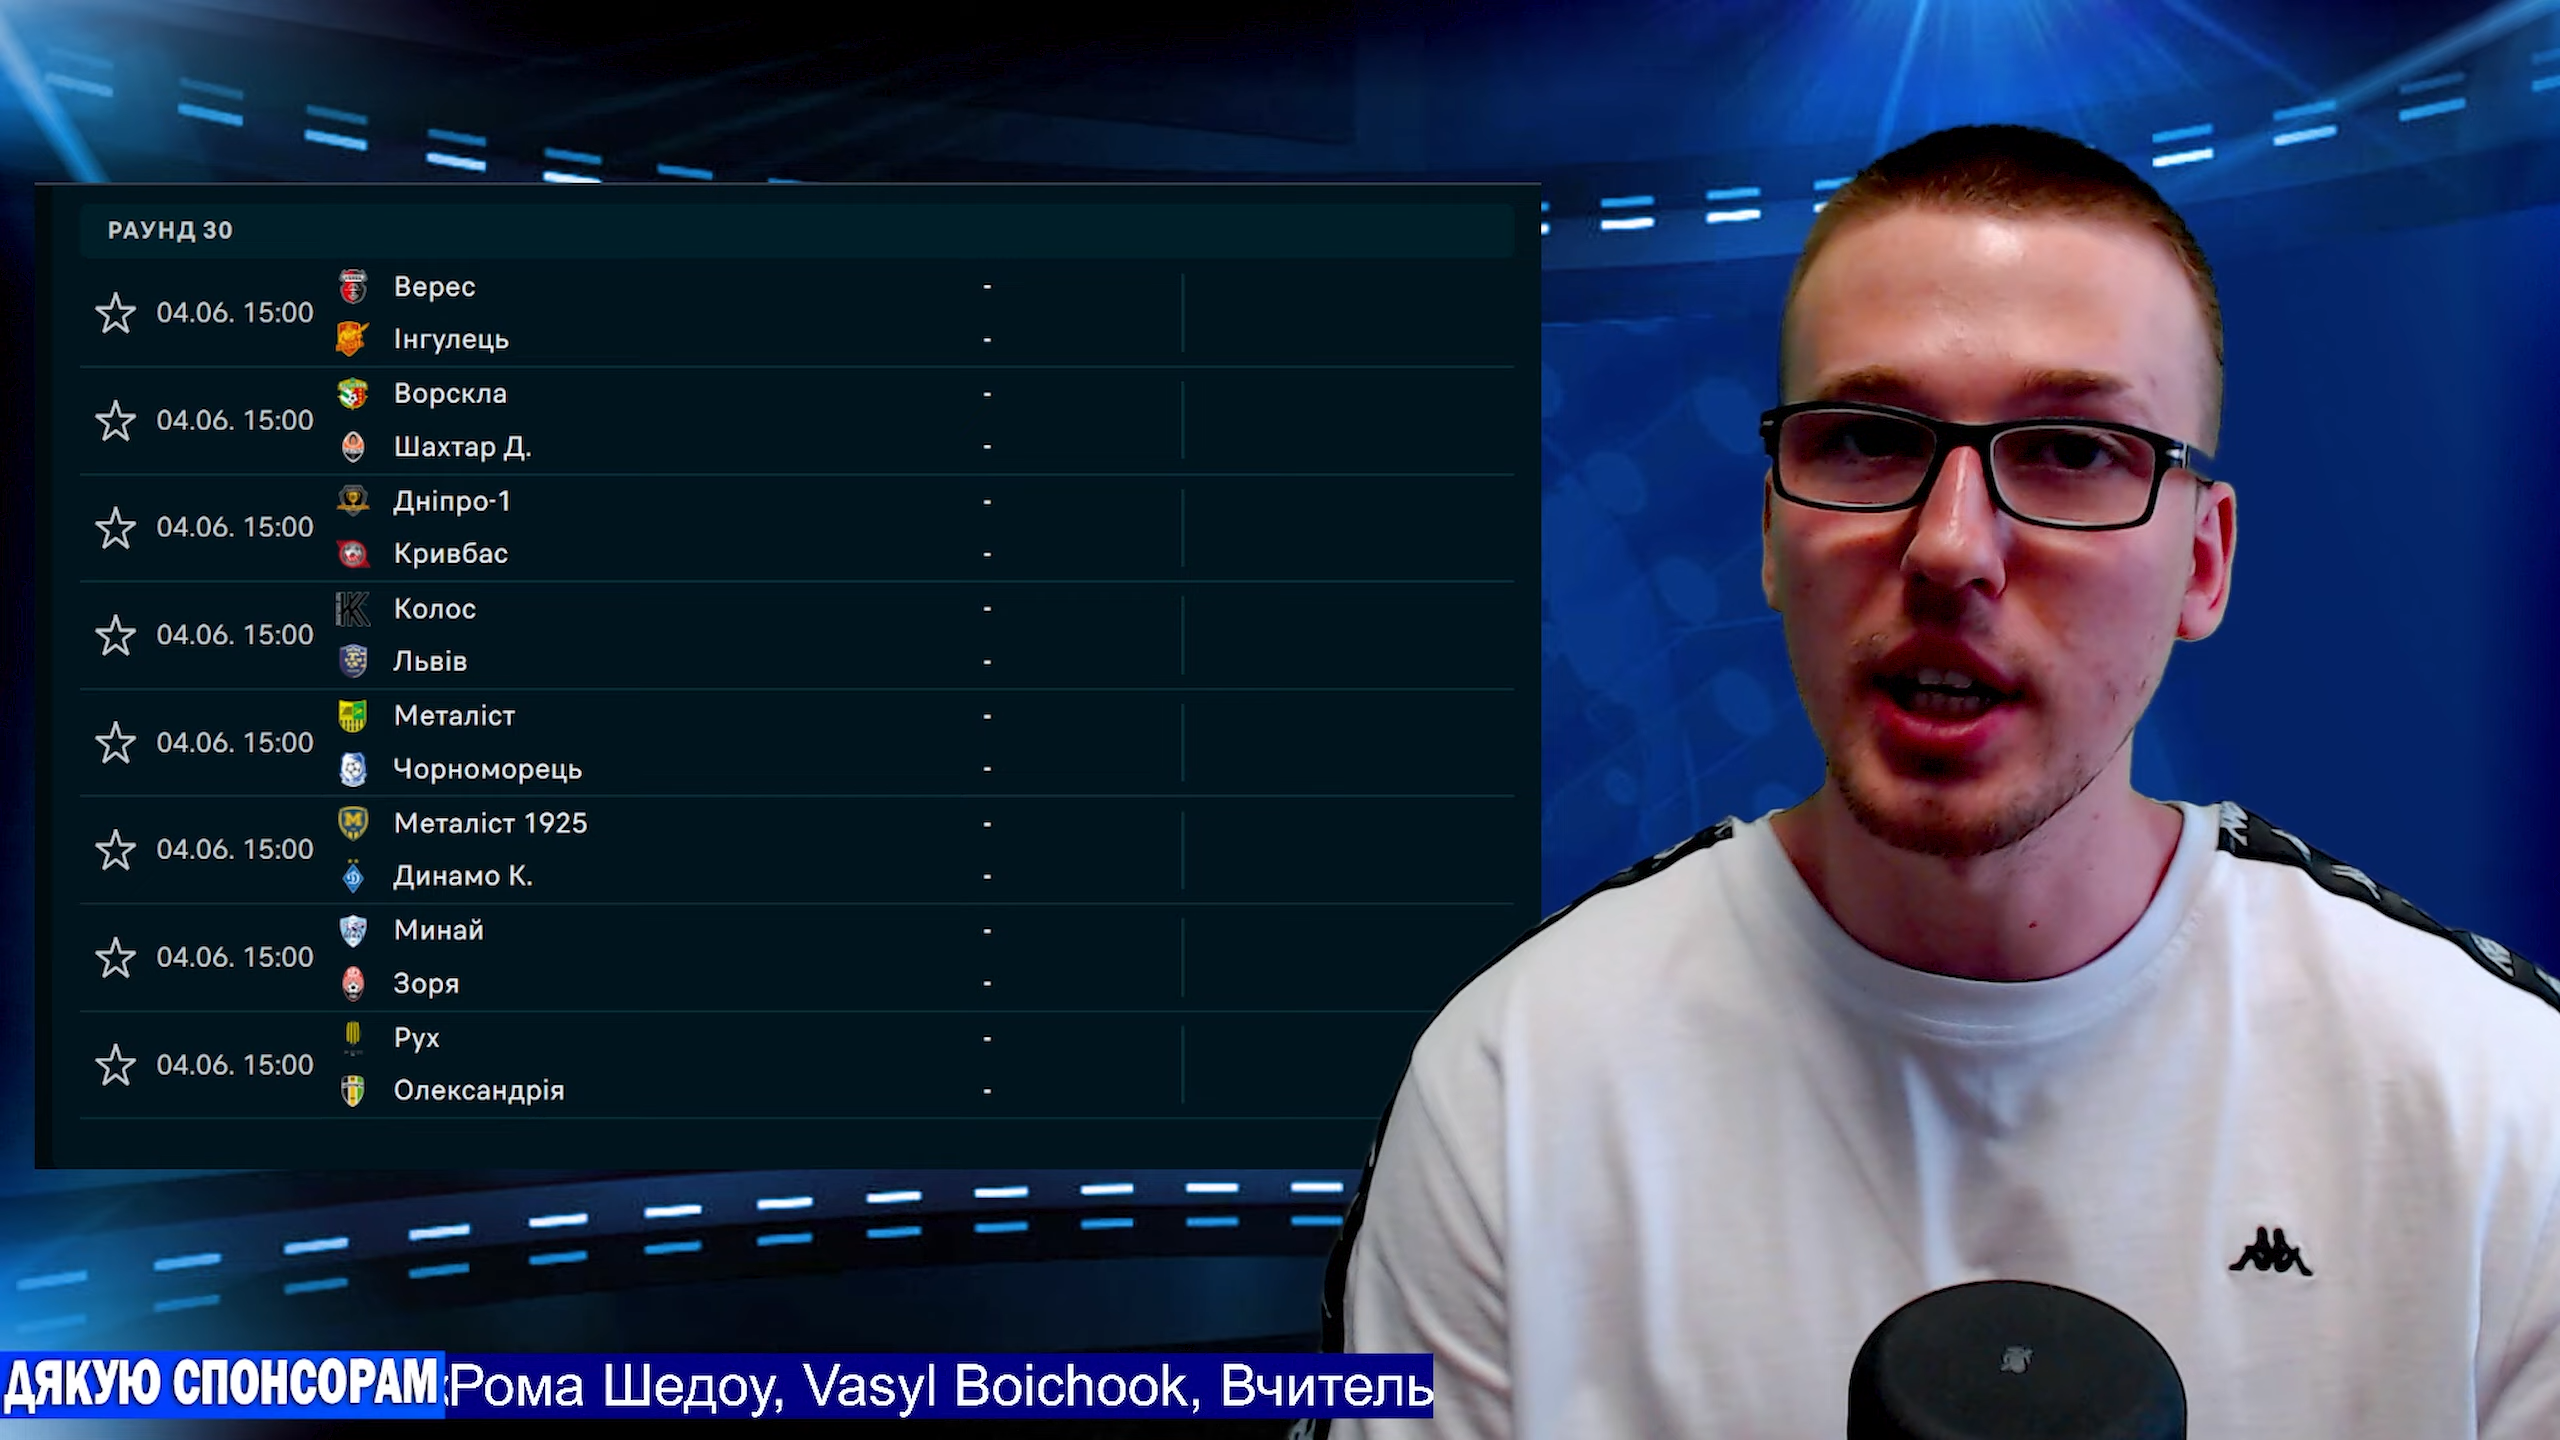 РАУНД 30
04.06. 15:00
Верес -
Інгулець -
04.06. 15:00
Ворскла -
Шахтар Д. -
04.06. 15:00
Дніпро-1 -
Кривбас -
04.06. 15:00
Колос -
Львів -
04.06. 15:00
Металіст -
Чорноморець -
04.06. 15:00
Металіст 1925 -
Динамо К. -
04.06. 15:00
Минай -
Зоря -
04.06. 15:00
Рух -
Олександрія -
ДЯКУЮ СПОНСОРАМ Рома Шедоу, Vasyl Boichook, Вчитель